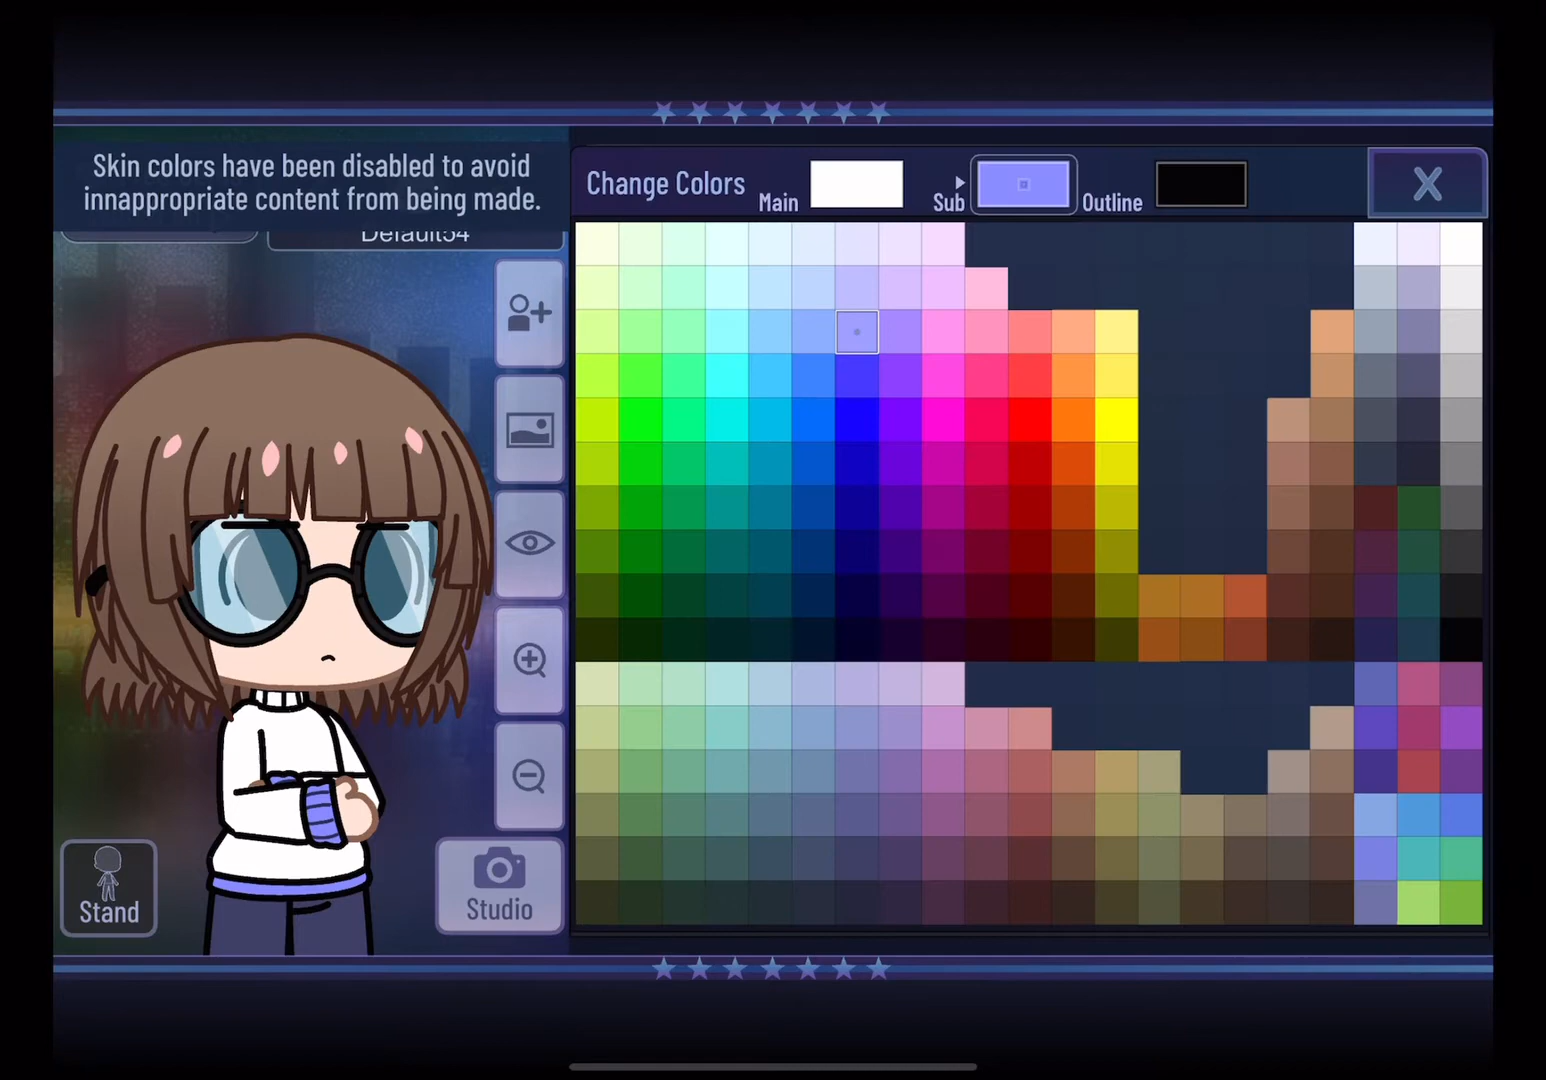 Skin colors have been disabled to avoid
innappropriate content from being made.
Default54
Change Colors
Main
Sub
Outline
X
Stand
Studio